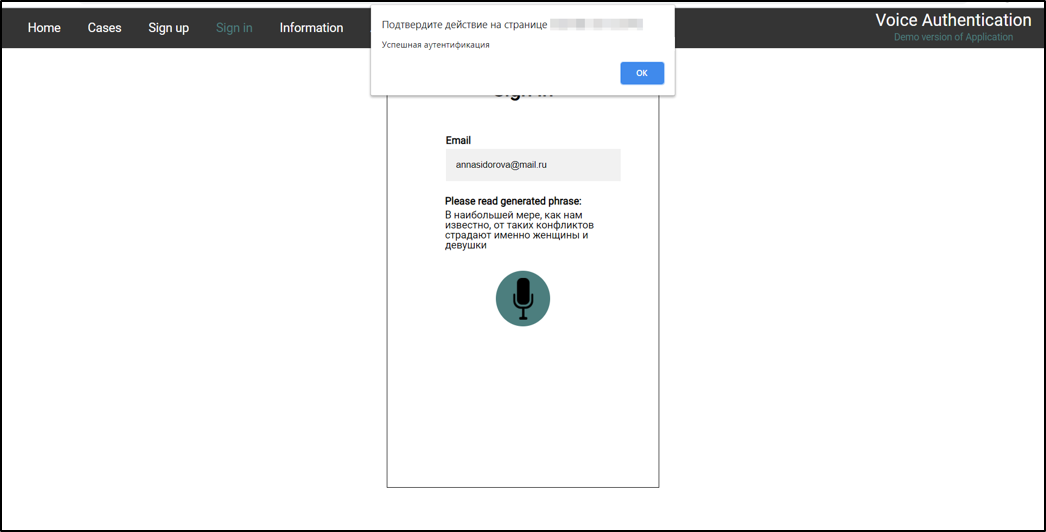 Home Cases Sign up Sign in Information
Подтвердите действие на странице
Успешная аутентификация
OK
Voice Authentication
Demo version of Application
Sign in
Email
annasidorova@mail.ru
Please read generated phrase:
В наибольшей мере, как нам
известно, от таких конфликтов
страдают именно женщины и
девушки